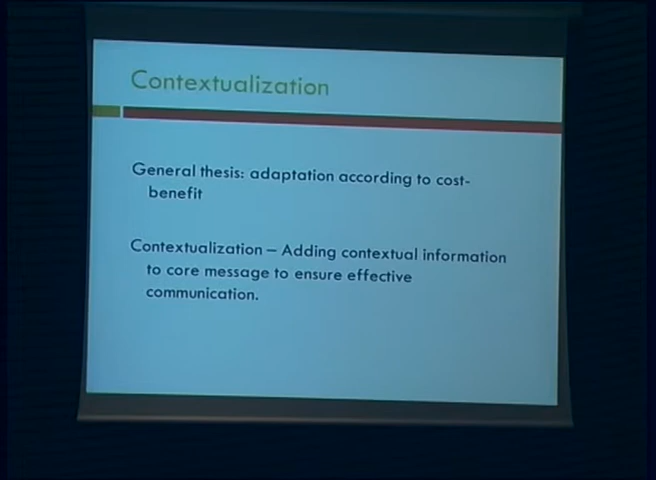 Contextualization
General thesis: adaptation according to cost-
benefit
Contextualization – Adding contextual information
to core message to ensure effective
communication.